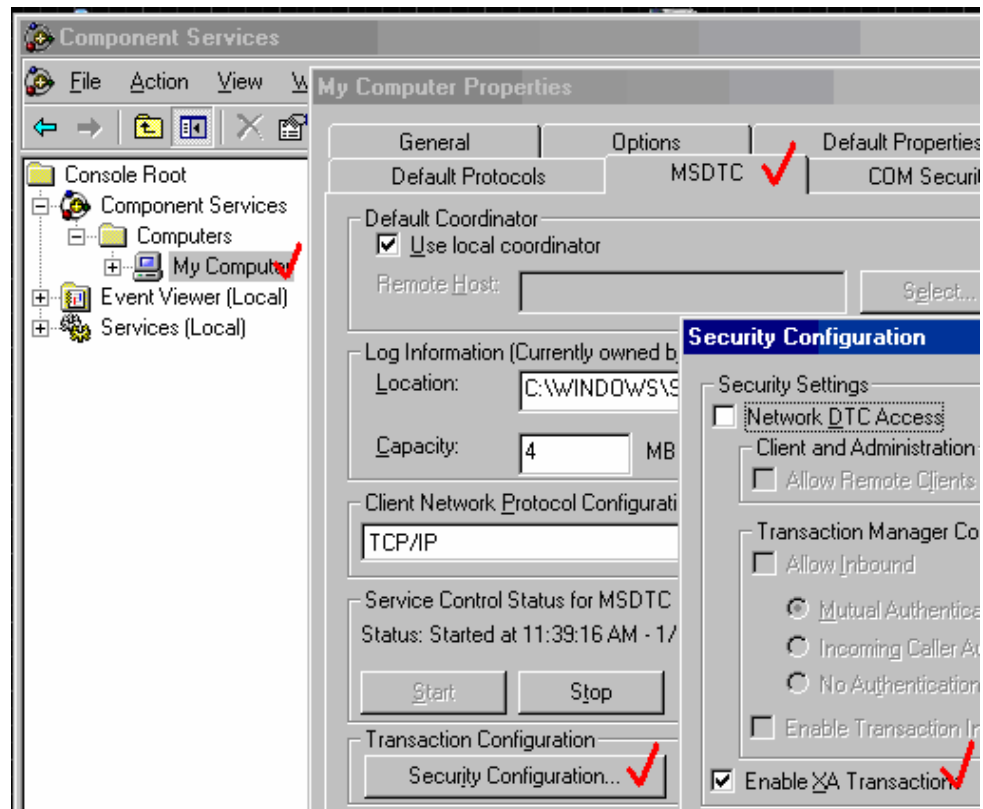 Component Services
File Action View
My Computer Properties
General Options Default Properties
Default Protocols MSDTC COM Securit
Console Root
Component Services
Computers
My Computer
Event Viewer (Local)
Services (Local)
Default Coordinator
Use local coordinator
Remote Host:
Select...
Log Information (Currently owned b
Location:
C:\WINDOWS\S
Capacity:
4
MB
Client Network Protocol Configurati
TCP/IP
Service Control Status for MSDTC
Status: Started at 11:39:16 AM - 1/
Start Stop
Transaction Configuration
Security Configuration...
Security Configuration
Security Settings
Network DTC Access
Client and Administration
Allow Remote Clients
Transaction Manager Co
Allow Inbound
Mutual Authentica
Incoming Caller Au
No Authentication
Enable Transaction In
Enable XA Transaction